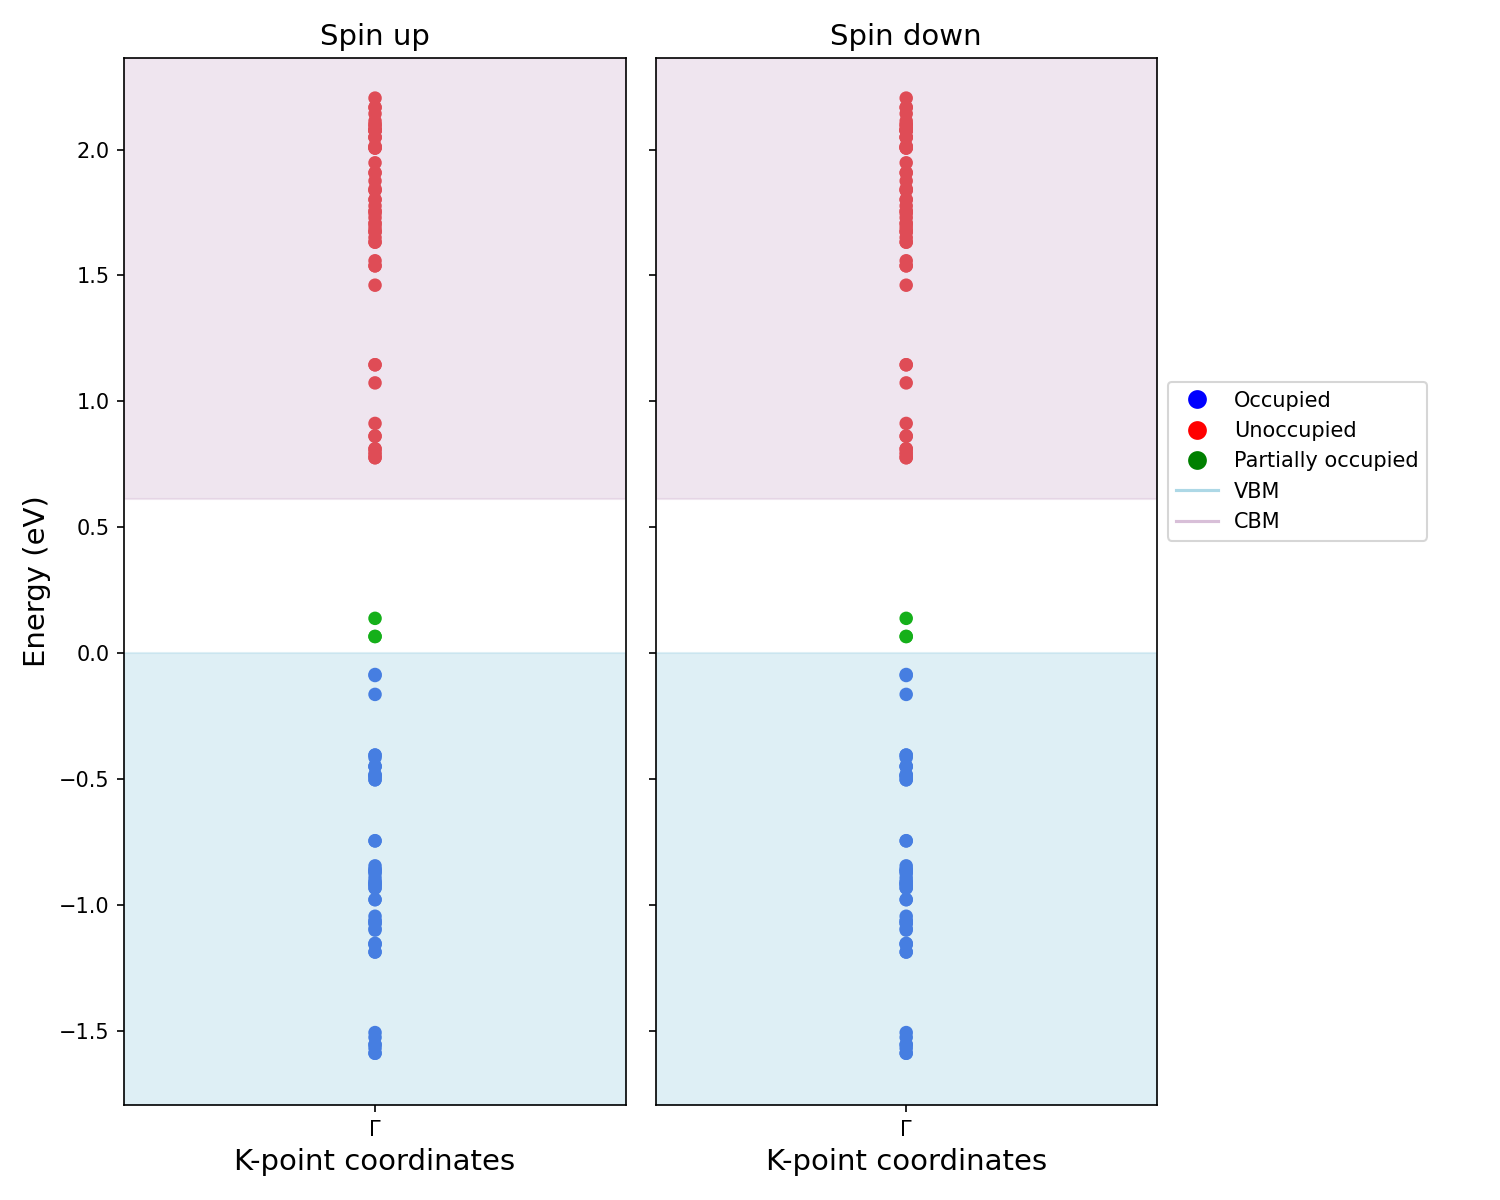 Spin up
Spin down
Energy (eV)
2.0
1.5
1.0
0.5
0.0
−0.5
−1.0
−1.5
Γ
Γ
K-point coordinates
K-point coordinates
Occupied
Unoccupied
Partially occupied
VBM
CBM